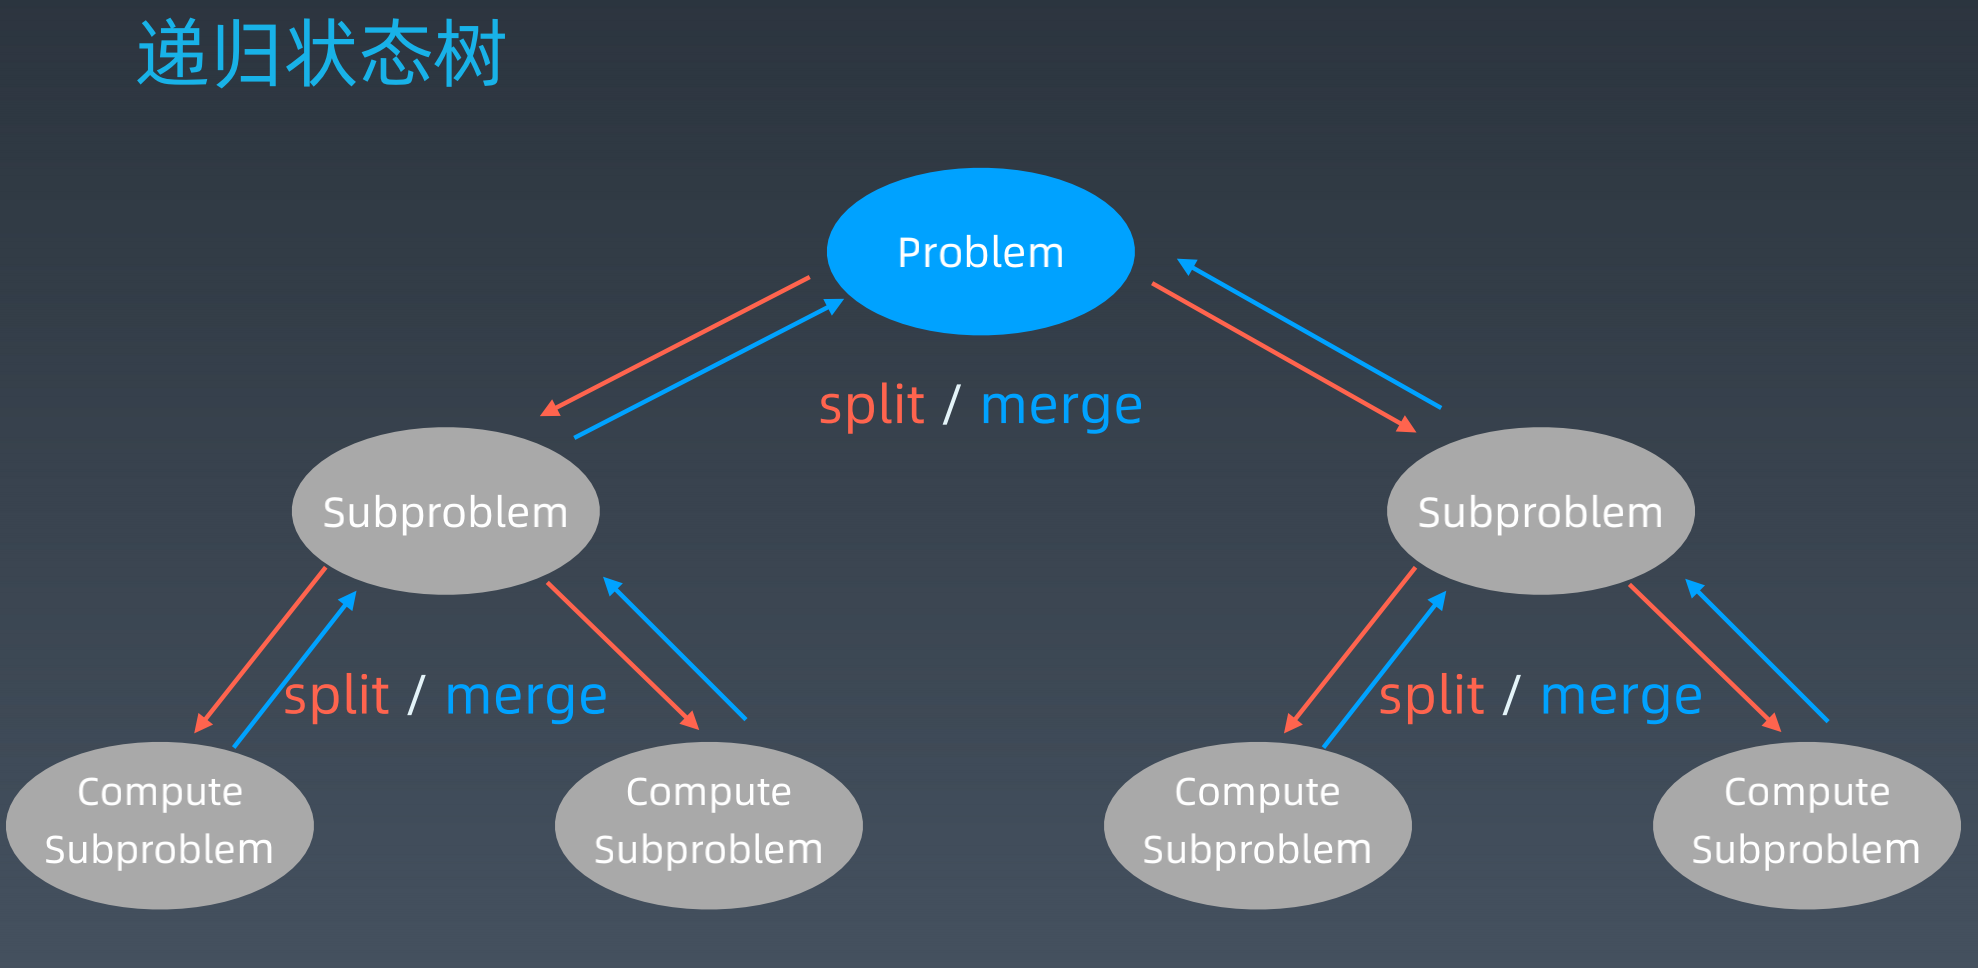 递归状态树
Problem
split / merge
Subproblem
Subproblem
split / merge
split / merge
Compute
Subproblem
Compute
Subproblem
Compute
Subproblem
Compute
Subproblem